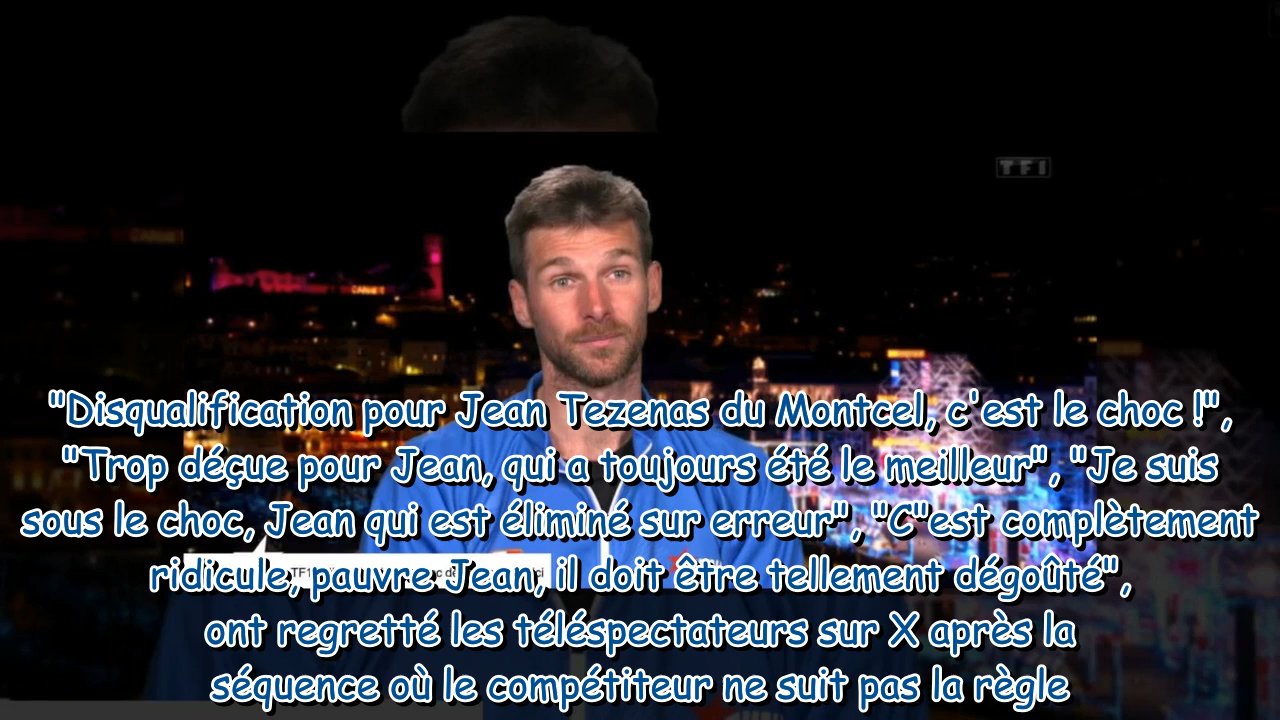 TF1
CANNES
"Disqualification pour Jean Tezenas du Montcel, c'est le choc !",
"Trop déçue pour Jean, qui a toujours été le meilleur", "Je suis
sous le choc, Jean qui est éliminé sur erreur", "C"est complètement
ridicule, pauvre Jean, il doit être tellement dégoûté",
ont regretté les téléspectateurs sur X après la
séquence où le compétiteur ne suit pas la règle